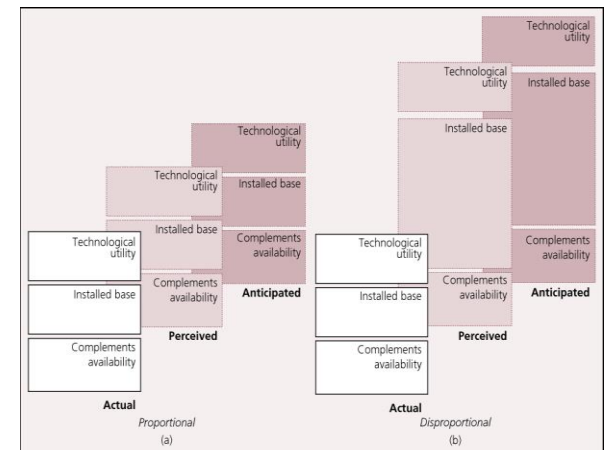 Technological
utility
Installed base
Complements
availability
Anticipated
Technological
utility
Installed base
Complements
availability
Perceived
Technological
utility
Installed base
Complements
availability
Actual
Proportional
(a)
Technological
utility
Installed base
Complements
availability
Anticipated
Technological
utility
Installed base
Complements
availability
Perceived
Technological
utility
Installed base
Complements
availability
Actual
Disproportional
(b)